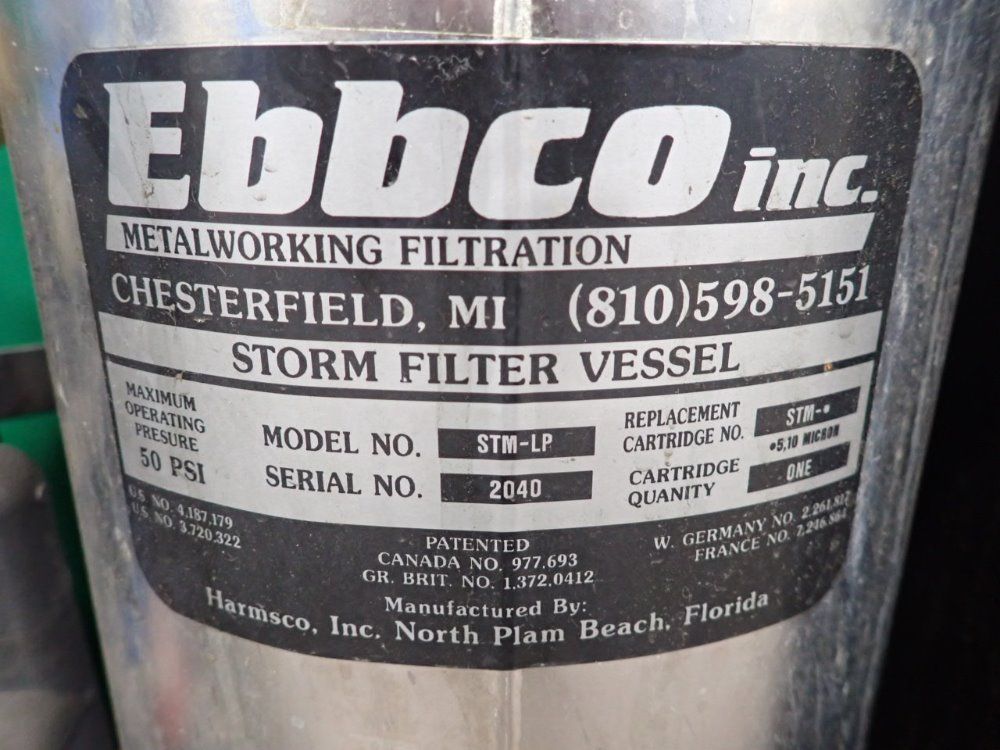 Ebbco inc.
METALWORKING FILTRATION
CHESTERFIELD, MI (810)598-5151
STORM FILTER VESSEL
MAXIMUM
OPERATING
PRESURE
50 PSI
MODEL NO. STM-LP
SERIAL NO. 2040
REPLACEMENT
CARTRIDGE NO. STM-*
*5,10 MICRON
CARTRIDGE
QUANITY ONE
U.S. NO. 4,187,179
U.S. NO. 3,720,322
PATENTED
CANADA NO. 977.693
GR. BRIT. NO. 1.372.0412
W. GERMANY NO.
FRANCE NO.
Manufactured By:
Harmsco, Inc. North Plam Beach, Florida